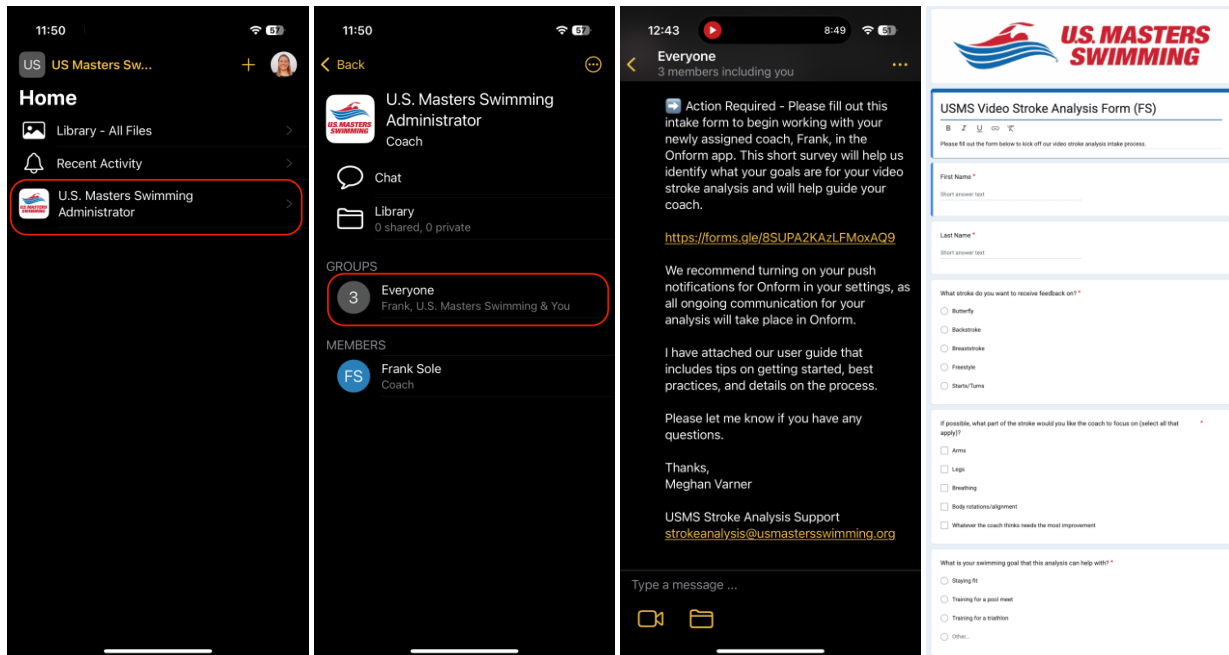 11:50
57
US
US Masters Sw...
Home
Library - All Files
Recent Activity
U.S. MASTERS
SWIMMING
U.S. Masters Swimming
Administrator
11:50
57
Back
U.S. MASTERS
SWIMMING
U.S. Masters Swimming
Administrator
Coach
Chat
Library
0 shared, 0 private
GROUPS
3
Everyone
Frank, U.S. Masters Swimming & You
MEMBERS
FS
Frank Sole
Coach
12:43
8:49
51
Everyone
3 members including you
Action Required - Please fill out this
intake form to begin working with your
newly assigned coach, Frank, in the
Onform app. This short survey will help us
identify what your goals are for your video
stroke analysis and will help guide your
coach.
https://forms.gle/8SUPA2KAzLFMoxAQ9
We recommend turning on your push
notifications for Onform in your settings, as
all ongoing communication for your
analysis will take place in Onform.
I have attached our user guide that
includes tips on getting started, best
practices, and details on the process.
Please let me know if you have any
questions.
Thanks,
Meghan Varner
USMS Stroke Analysis Support
strokeanalysis@usmastersswimming.org
Type a message ...
U.S. MASTERS
SWIMMING
USMS Video Stroke Analysis Form (FS)
B I U
Please fill out the form below to kick off our video stroke analysis intake process.
First Name *
Short answer text
Last Name *
Short answer text
What stroke do you want to receive feedback on? *
Butterfly
Backstroke
Breaststroke
Freestyle
Starts/Turns
If possible, what part of the stroke would you like the coach to focus on (select all that *
apply)?
Arms
Legs
Breathing
Body rotations/alignment
Whatever the coach thinks needs the most improvement
What is your swimming goal that this analysis can help with? *
Staying fit
Training for a pool meet
Training for a triathlon
Other...